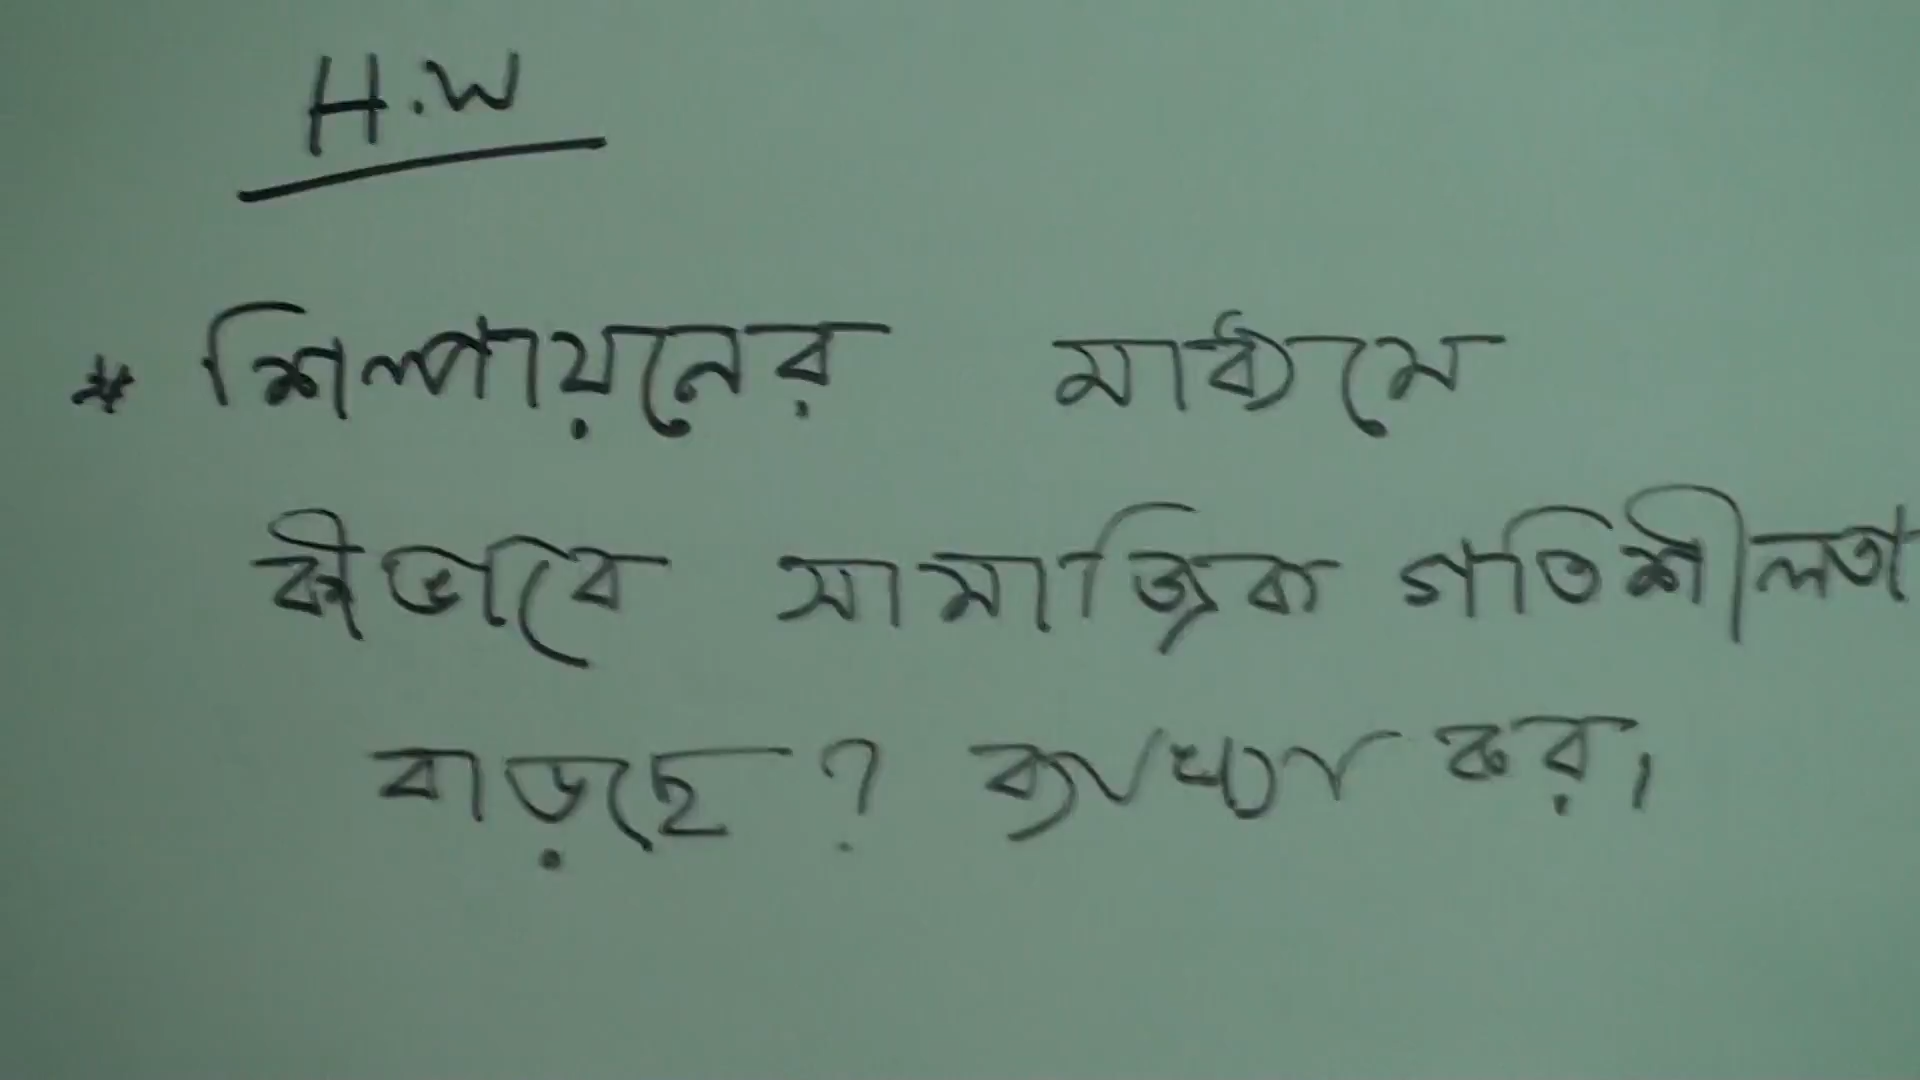 H.W
* শিল্পায়নের মাধ্যমে
কীভাবে সামাজিক গতিশীলতা
বাড়ছে? ব্যাখ্যা কর।